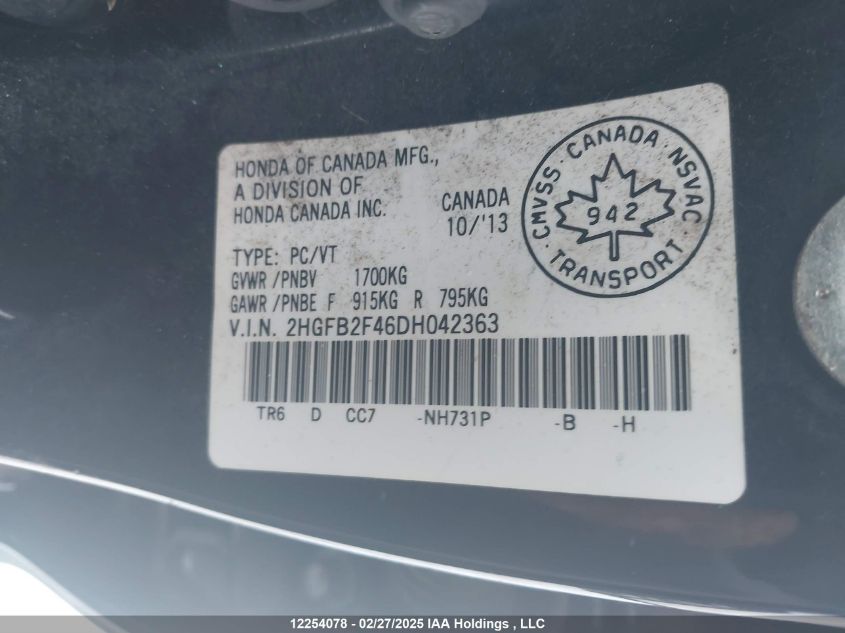 HONDA OF CANADA MFG.,
A DIVISION OF
HONDA CANADA INC.
CANADA
10/'13
CMVSS CANADA NSVAC
942
TRANSPORT
TYPE: PC/VT
GVWR /PNBV 1700KG
GAWR /PNBE F 915KG R 795KG
V.I.N. 2HGFB2F46DH042363
TR6 D CC7 -NH731P -B -H
12254078 - 02/27/2025 IAA Holdings , LLC